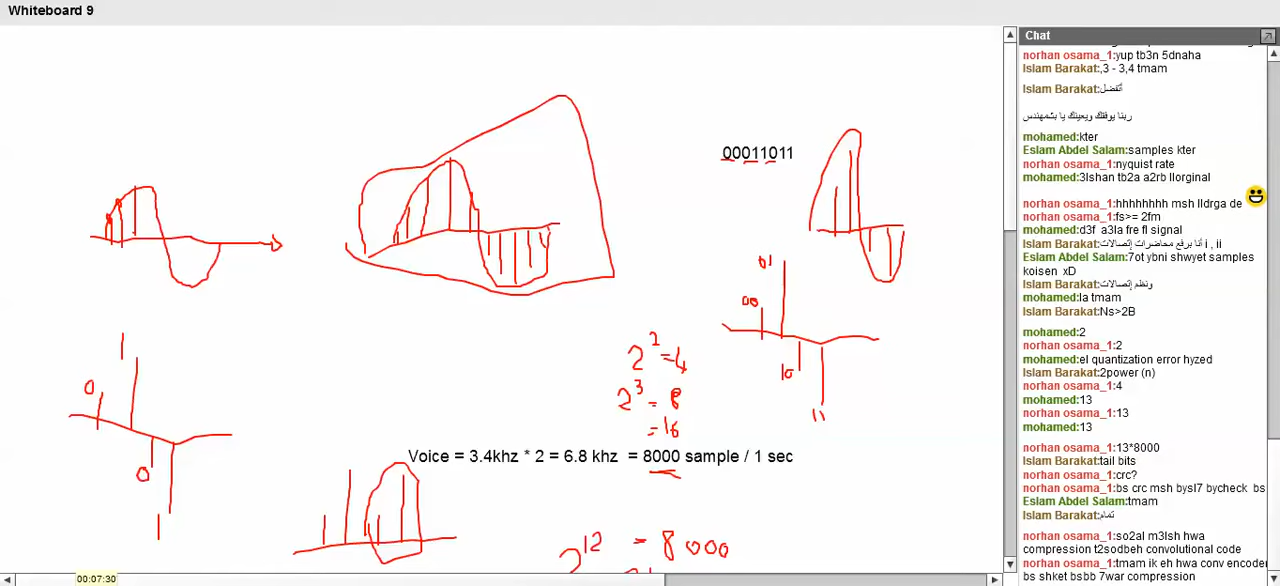 Whiteboard 9
00011011
01
00
10
11
1
0
0
1
2² = 4
2³ = 8
= 16
Voice = 3.4khz * 2 = 6.8 khz = 8000 sample / 1 sec
2¹² = 8000
00:07:30
Chat
norhan osama_1:yup tb3n 5dnaha
Islam Barakat:,3 - 3,4 tmam
Islam Barakat:أتفضل
ربنا يوفقك ويعينك يا بشمهندس
mohamed:kter
Eslam Abdel Salam:samples kter
norhan osama_1:nyquist rate
mohamed:3lshan tb2a a2rb llorginal
norhan osama_1:hhhhhhhh msh lldrga de
norhan osama_1:fs>= 2fm
mohamed:d3f a3la fre fl signal
Islam Barakat:أنا برفع محاضرات إتصالات i , ii
Eslam Abdel Salam:7ot ybni shwyet samples
koisen xD
Islam Barakat:ونظم إتصالات
mohamed:la tmam
Islam Barakat:Ns>2B
mohamed:2
norhan osama_1:2
mohamed:el quantization error hyzed
Islam Barakat:2power (n)
norhan osama_1:4
mohamed:13
norhan osama_1:13
mohamed:13
norhan osama_1:13*8000
Islam Barakat:tail bits
norhan osama_1:crc?
norhan osama_1:bs crc msh bysl7 bycheck bs
Eslam Abdel Salam:tmam
Islam Barakat:تمام
norhan osama_1:so2al m3lsh hwa
compression t2sodbeh convolutional code
norhan osama_1:tmam ik eh hwa conv encoder
bs shket bsbb 7war compression